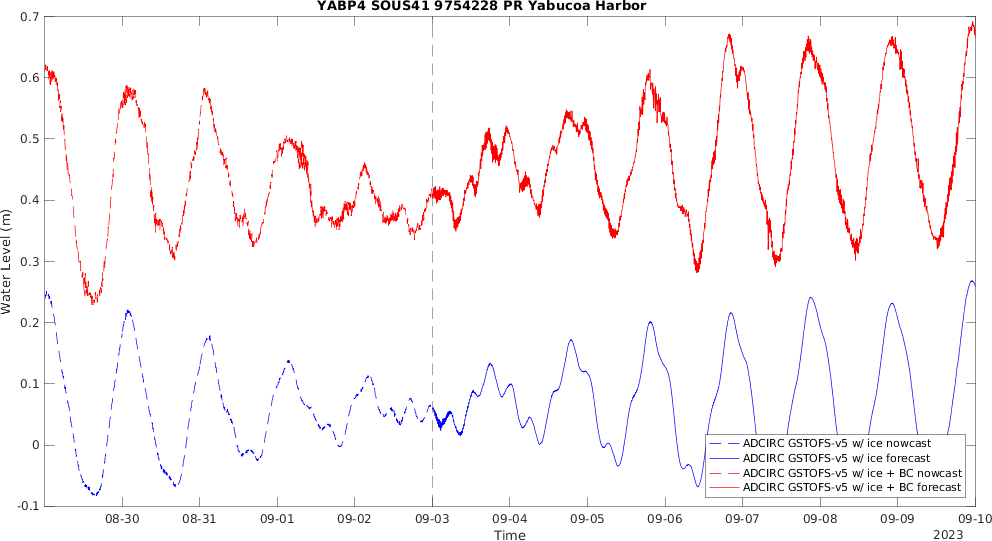 YABP4 SOUS41 9754228 PR Yabucoa Harbor
0.7
0.6
0.5
0.4
0.3
0.2
0.1
0
-0.1
Water Level (m)
ADCIRC GSTOFS-v5 w/ ice nowcast
ADCIRC GSTOFS-v5 w/ ice forecast
ADCIRC GSTOFS-v5 w/ ice + BC nowcast
ADCIRC GSTOFS-v5 w/ ice + BC forecast
08-30 08-31 09-01 09-02 09-03 09-04 09-05 09-06 09-07 09-08 09-09 09-10
Time
2023